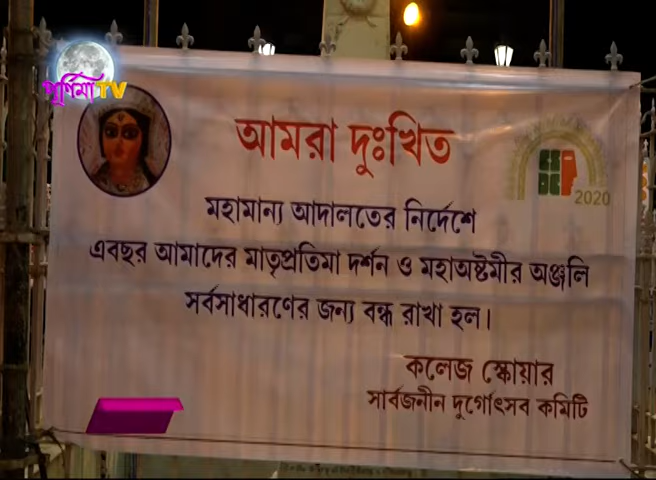 পূর্ণিমা TV
আমরা দুঃখিত
2020
মহামান্য আদালতের নির্দেশে
এবছর আমাদের মাতৃপ্রতিমা দর্শন ও মহাঅষ্টমীর অঞ্জলি
সর্বসাধারণের জন্য বন্ধ রাখা হল।
কলেজ স্কোয়ার
সার্বজনীন দুর্গোৎসব কমিটি